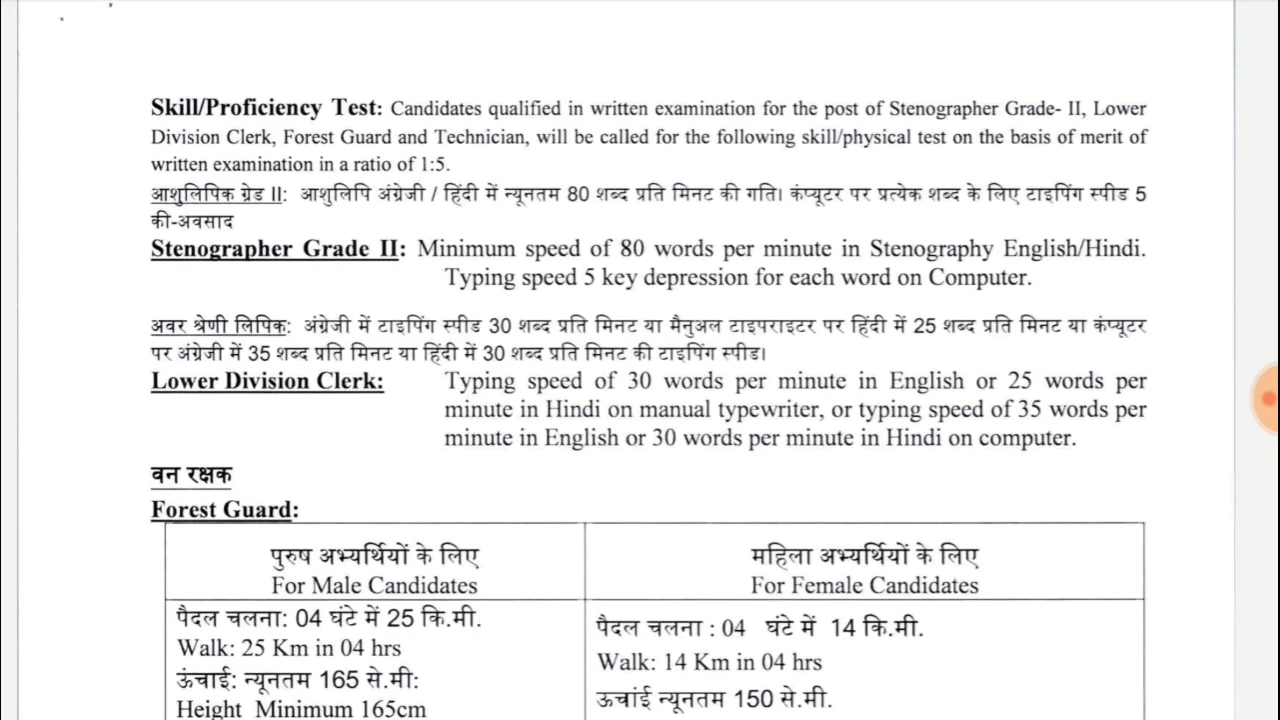 Skill/Proficiency Test: Candidates qualified in written examination for the post of Stenographer Grade- II, Lower
Division Clerk, Forest Guard and Technician, will be called for the following skill/physical test on the basis of merit of
written examination in a ratio of 1:5.
आशुलिपिक ग्रेड II: आशुलिपि अंग्रेजी / हिंदी में न्यूनतम 80 शब्द प्रति मिनट की गति। कंप्यूटर पर प्रत्येक शब्द के लिए टाइपिंग स्पीड 5
की-अवसाद
Stenographer Grade II: Minimum speed of 80 words per minute in Stenography English/Hindi.
Typing speed 5 key depression for each word on Computer.
अवर श्रेणी लिपिक: अंग्रेजी में टाइपिंग स्पीड 30 शब्द प्रति मिनट या मैनुअल टाइपराइटर पर हिंदी में 25 शब्द प्रति मिनट या कंप्यूटर
पर अंग्रेजी में 35 शब्द प्रति मिनट या हिंदी में 30 शब्द प्रति मिनट की टाइपिंग स्पीड।
Lower Division Clerk: Typing speed of 30 words per minute in English or 25 words per
minute in Hindi on manual typewriter, or typing speed of 35 words per
minute in English or 30 words per minute in Hindi on computer.
वन रक्षक
Forest Guard:
पुरुष अभ्यर्थियों के लिए
For Male Candidates
पैदल चलना: 04 घंटे में 25 कि.मी.
Walk: 25 Km in 04 hrs
ऊंचाई: न्यूनतम 165 से.मी:
Height Minimum 165cm
महिला अभ्यर्थियों के लिए
For Female Candidates
पैदल चलना : 04 घंटे में 14 कि.मी.
Walk: 14 Km in 04 hrs
ऊचांई न्यूनतम 150 से.मी.